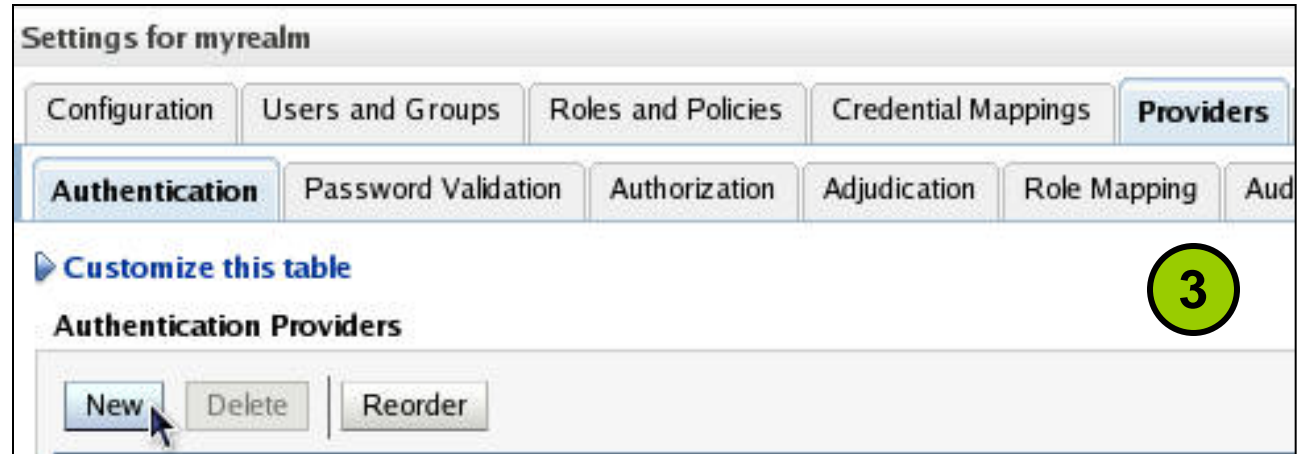 Settings for myrealm
Configuration Users and Groups Roles and Policies Credential Mappings Providers
Authentication Password Validation Authorization Adjudication Role Mapping Aud
Customize this table
3
Authentication Providers
New Delete Reorder